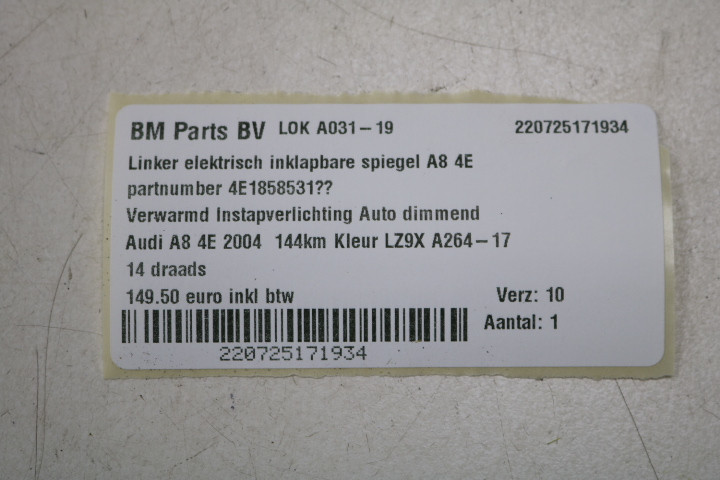 BM Parts BV LOK A031-19 220725171934
Linker elektrisch inklapbare spiegel A8 4E
partnumber 4E1858531??
Verwarmd Instapverlichting Auto dimmend
Audi A8 4E 2004 144km Kleur LZ9X A264-17
14 draads
149.50 euro inkl btw Verz: 10
Aantal: 1
220725171934